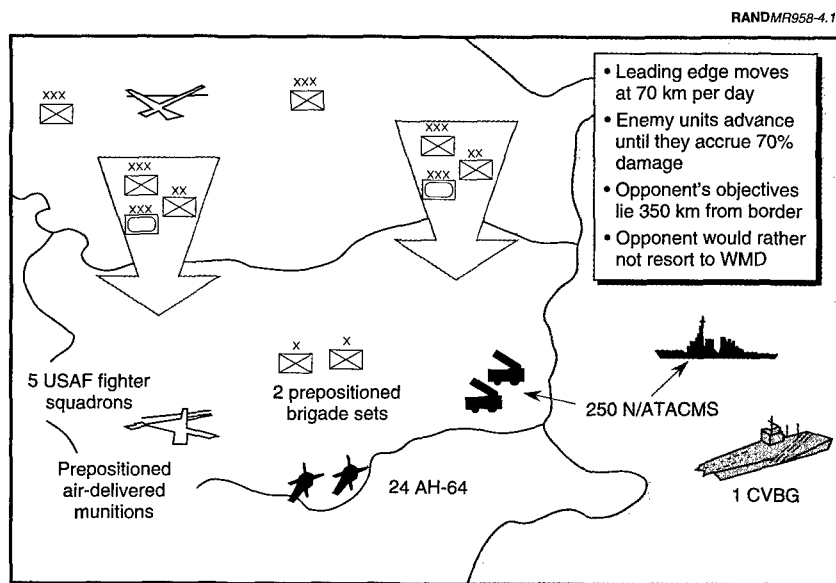 RANDMR958-4.1
XXX
XXX
• Leading edge moves
at 70 km per day
• Enemy units advance
until they accrue 70%
damage
• Opponent's objectives
lie 350 km from border
• Opponent would rather
not resort to WMD
XXX
XX
XXX
XXX
XX
XXX
X
X
5 USAF fighter
squadrons
2 prepositioned
brigade sets
250 N/ATACMS
Prepositioned
air-delivered
munitions
24 AH-64
1 CVBG